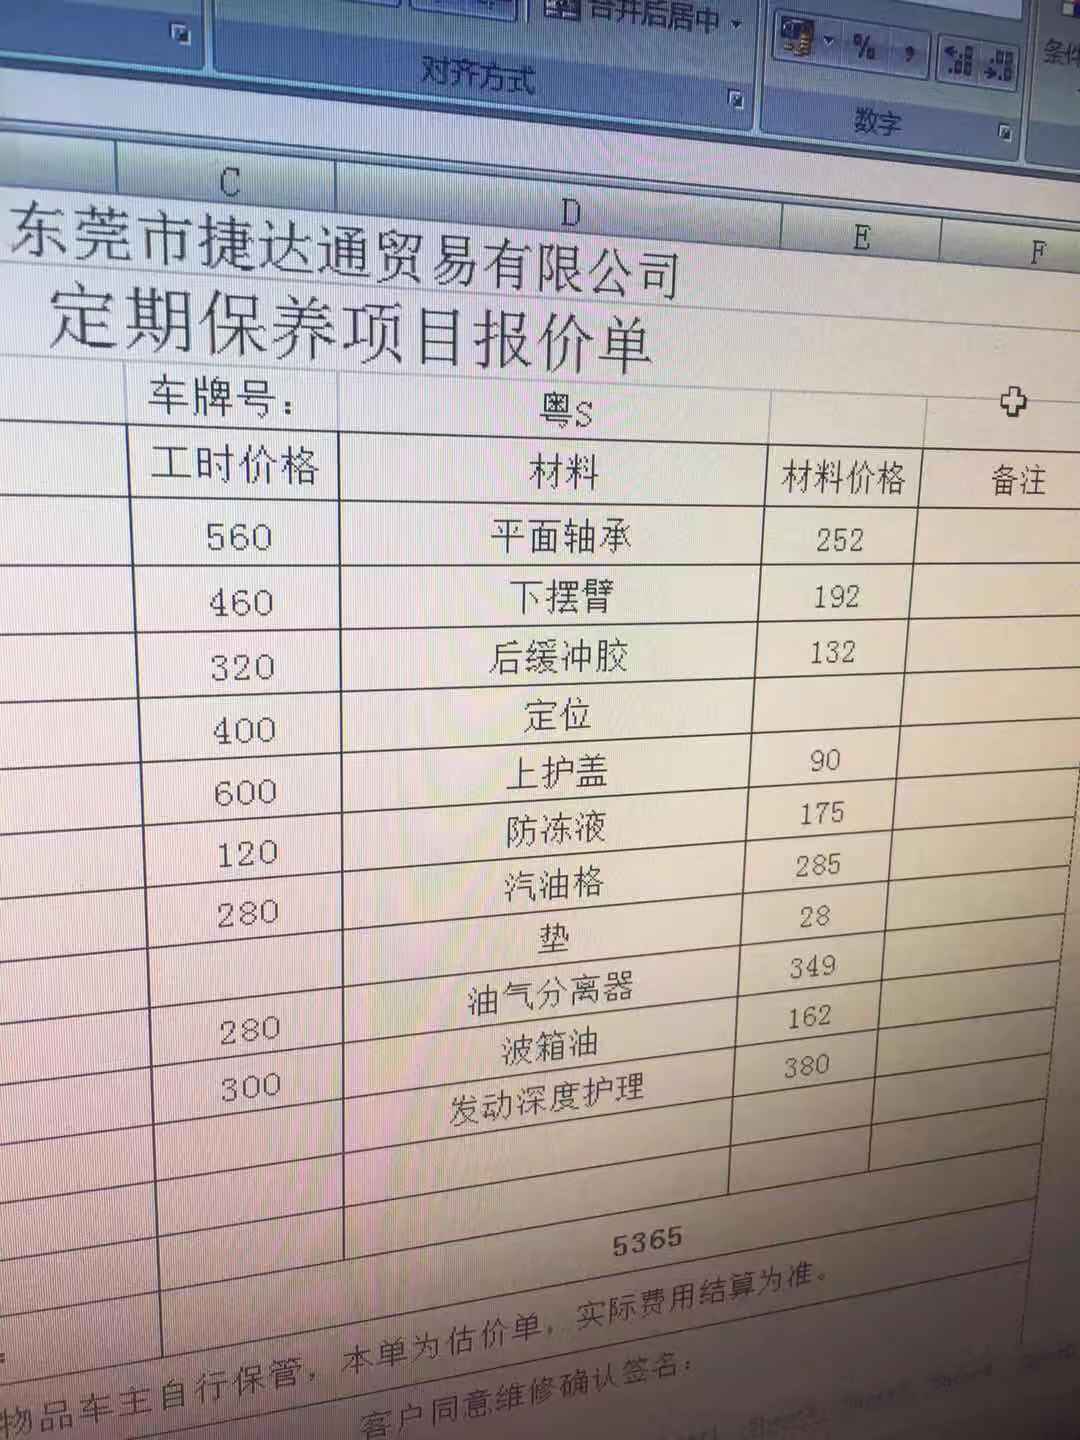 合并后居中
%
,
条件
对齐方式
数字
C D E F
东莞市捷达通贸易有限公司
定期保养项目报价单
车牌号： 粤S
工时价格 材料 材料价格 备注
560 平面轴承 252
460 下摆臂 192
320 后缓冲胶 132
400 定位
600 上护盖 90
120 防冻液 175
280 汽油格 285
垫 28
280 油气分离器 349
300 波箱油 162
发动深度护理 380
5365
物品车主自行保管，本单为估价单，实际费用结算为准。
客户同意维修确认签名：